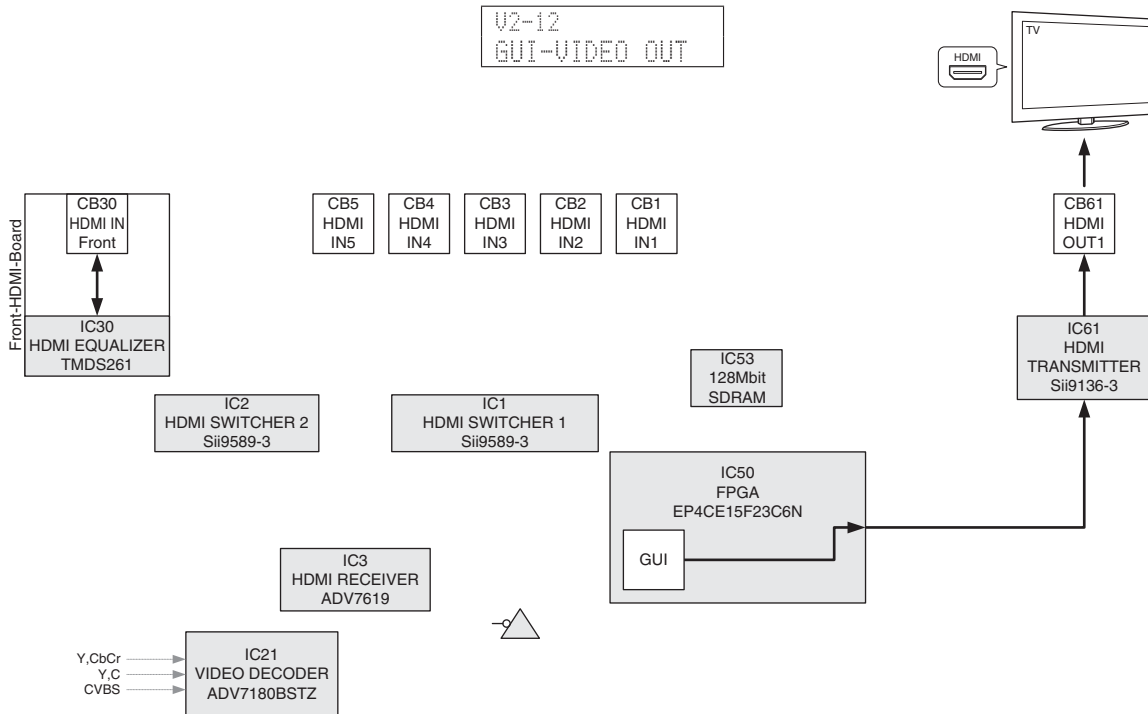 V2-12
GUI-VIDEO OUT
TV
HDMI
Front-HDMI-Board
CB30
HDMI IN
Front
CB5
HDMI
IN5
CB4
HDMI
IN4
CB3
HDMI
IN3
CB2
HDMI
IN2
CB1
HDMI
IN1
CB61
HDMI
OUT1
IC30
HDMI EQUALIZER
TMDS261
IC61
HDMI
TRANSMITTER
Sii9136-3
IC53
128Mbit
SDRAM
IC2
HDMI SWITCHER 2
Sii9589-3
IC1
HDMI SWITCHER 1
Sii9589-3
IC50
FPGA
EP4CE15F23C6N
GUI
IC3
HDMI RECEIVER
ADV7619
Y,CbCr
Y,C
CVBS
IC21
VIDEO DECODER
ADV7180BSTZ